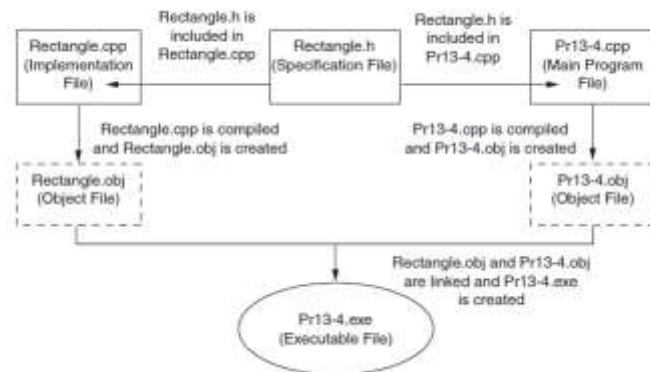 Rectangle.h is
included in
Rectangle.cpp
Rectangle.h is
included in
Pr13-4.cpp
Rectangle.cpp
(Implementation
File)
Rectangle.h
(Specification File)
Pr13-4.cpp
(Main Program
File)
Rectangle.cpp is compiled
and Rectangle.obj is created
Pr13-4.cpp is compiled
and Pr13-4.obj is created
Rectangle.obj
(Object File)
Pr13-4.obj
(Object File)
Rectangle.obj and Pr13-4.obj
are linked and Pr13-4.exe
is created
Pr13-4.exe
(Executable File)